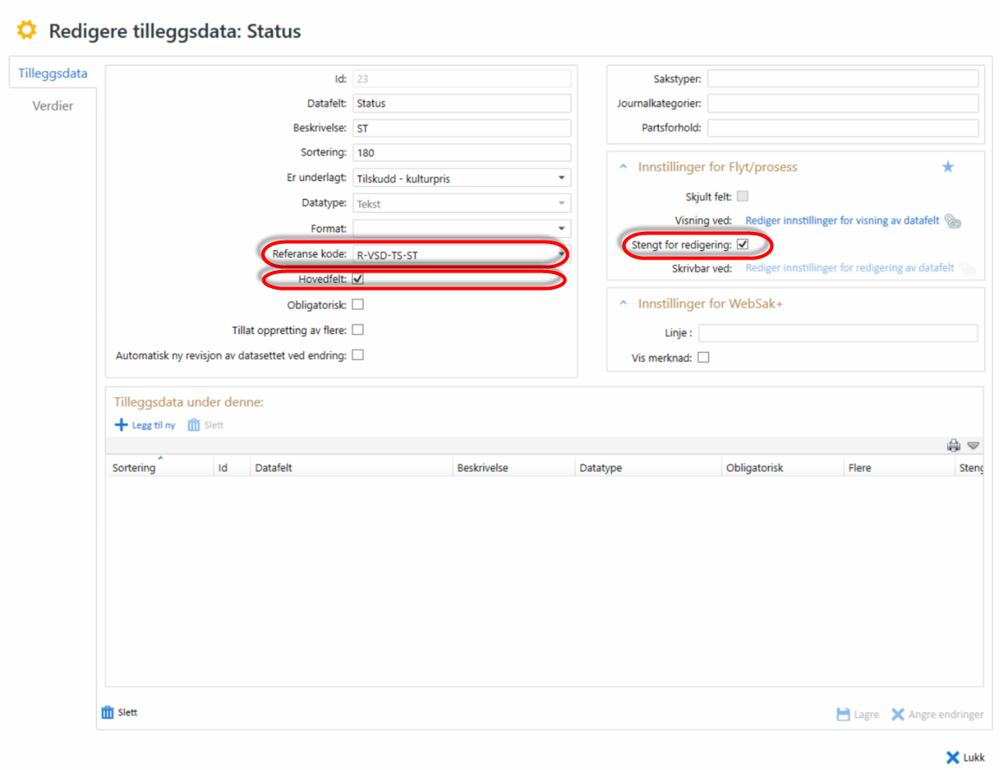 Redigere tilleggsdata: Status
Tilleggsdata
Verdier
Id: 23
Datafelt: Status
Beskrivelse: ST
Sortering: 180
Er underlagt: Tilskudd - kulturpris
Datatype: Tekst
Format:
Referanse kode: R-VSD-TS-ST
Hovedfelt:
Obligatorisk:
Tillat oppretting av flere:
Automatisk ny revisjon av datasettet ved endring:
Sakstyper:
Journalkategorier:
Partsforhold:
Innstillinger for Flyt/prosess
Skjult felt:
Visning ved: Rediger innstillinger for visning av datafelt
Stengt for redigering:
Skrivbar ved: Rediger innstillinger for redigering av datafelt
Innstillinger for WebSak+
Linje :
Vis merknad:
Tilleggsdata under denne:
Legg til ny Slett
Sortering Id Datafelt Beskrivelse Datatype Obligatorisk Flere Steng
Slett
Lagre Angre endringer
Lukk